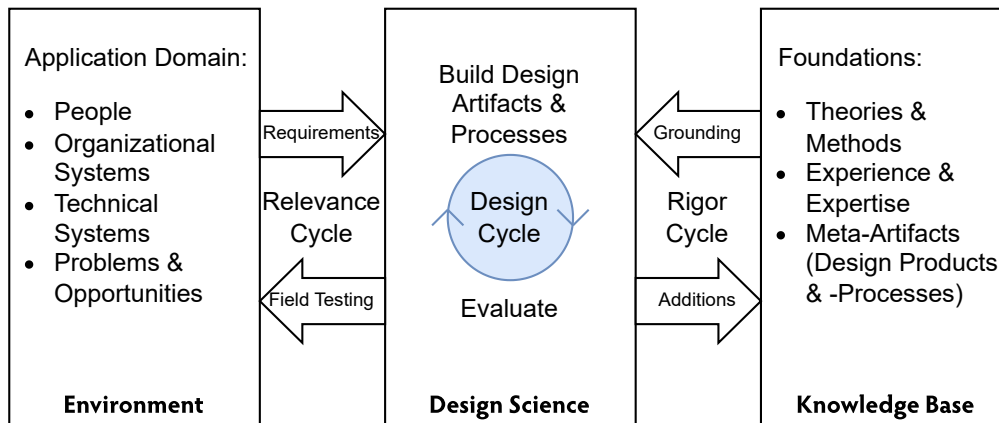 Application Domain:
• People
• Organizational
Systems
• Technical
Systems
• Problems &
Opportunities
Environment
Requirements
Relevance
Cycle
Field Testing
Build Design
Artifacts &
Processes
Design
Cycle
Evaluate
Design Science
Grounding
Rigor
Cycle
Additions
Foundations:
• Theories &
Methods
• Experience &
Expertise
• Meta-Artifacts
(Design Products
& -Processes)
Knowledge Base